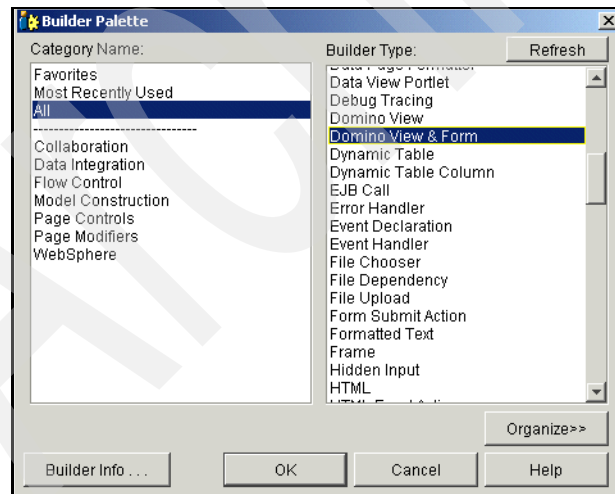 Builder Palette
Category Name:
Favorites
Most Recently Used
All
--------------------------------
Collaboration
Data Integration
Flow Control
Model Construction
Page Controls
Page Modifiers
WebSphere
Builder Type:
Refresh
Data View Portlet
Debug Tracing
Domino View
Domino View & Form
Dynamic Table
Dynamic Table Column
EJB Call
Error Handler
Event Declaration
Event Handler
File Chooser
File Dependency
File Upload
Form Submit Action
Formatted Text
Frame
Hidden Input
HTML
Organize>>
Builder Info . . .
OK
Cancel
Help